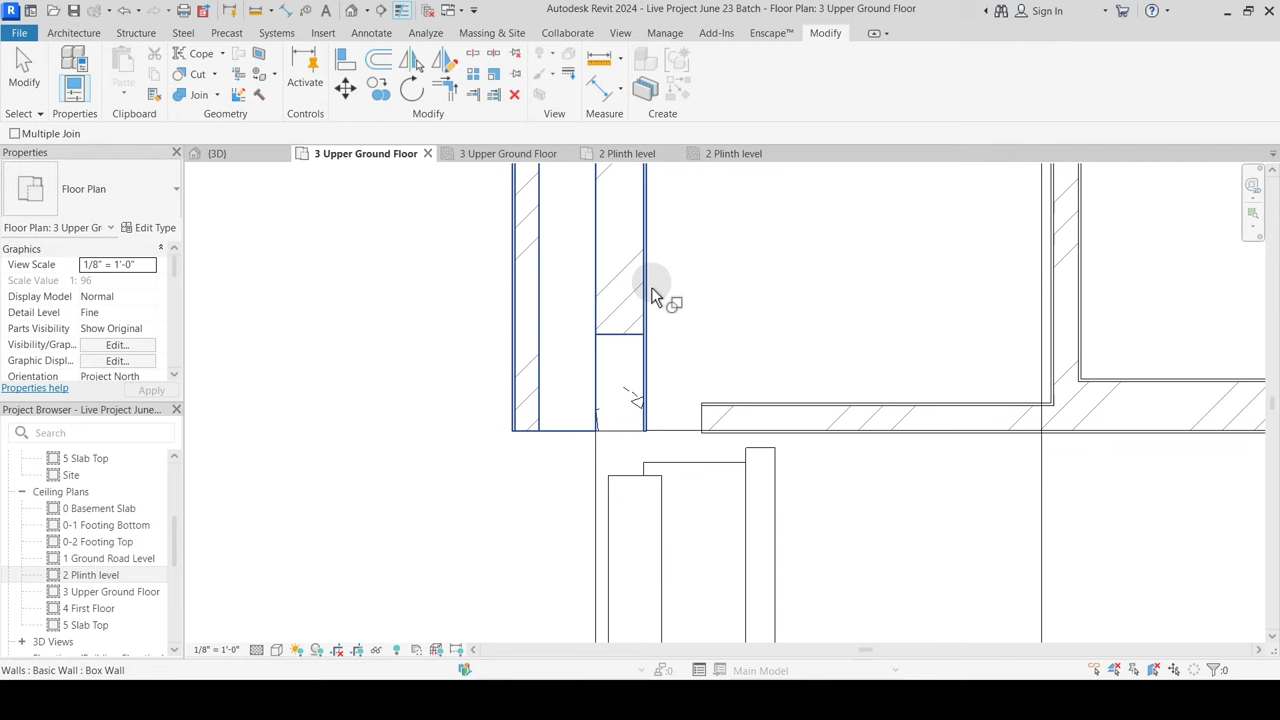 Autodesk Revit 2024 - Live Project June 23 Batch - Floor Plan: 3 Upper Ground Floor
Sign In
File
Architecture
Structure
Steel
Precast
Systems
Insert
Annotate
Analyze
Massing & Site
Collaborate
View
Manage
Add-Ins
Enscape™
Modify
Modify
Paste
Cope
Cut
Join
Activate
Select
Properties
Clipboard
Geometry
Controls
Modify
View
Measure
Create
Multiple Join
Properties
{3D}
3 Upper Ground Floor
3 Upper Ground Floor
2 Plinth level
2 Plinth level
Floor Plan
Floor Plan: 3 Upper Gr
Edit Type
Graphics
View Scale
1/8" = 1'-0"
Scale Value 1:
96
Display Model
Normal
Detail Level
Fine
Parts Visibility
Show Original
Visibility/Grap...
Edit...
Graphic Displ...
Edit...
Orientation
Project North
Properties help
Apply
Project Browser - Live Project June...
Search
5 Slab Top
Site
Ceiling Plans
0 Basement Slab
0-1 Footing Bottom
0-2 Footing Top
1 Ground Road Level
2 Plinth level
3 Upper Ground Floor
4 First Floor
5 Slab Top
3D Views
1/8" = 1'-0"
Walls : Basic Wall : Box Wall
:0
Main Model
:0